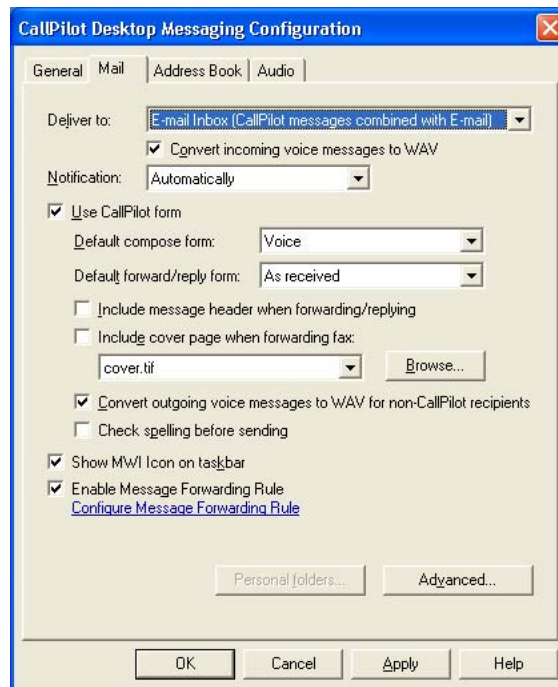 CallPilot Desktop Messaging Configuration
General Mail Address Book Audio
Deliver to: E-mail Inbox (CallPilot messages combined with E-mail)
Convert incoming voice messages to WAV
Notification: Automatically
Use CallPilot form
Default compose form: Voice
Default forward/reply form: As received
Include message header when forwarding/replying
Include cover page when forwarding fax:
cover.tif Browse...
Convert outgoing voice messages to WAV for non-CallPilot recipients
Check spelling before sending
Show MWI Icon on taskbar
Enable Message Forwarding Rule
Configure Message Forwarding Rule
Personal folders... Advanced...
OK Cancel Apply Help